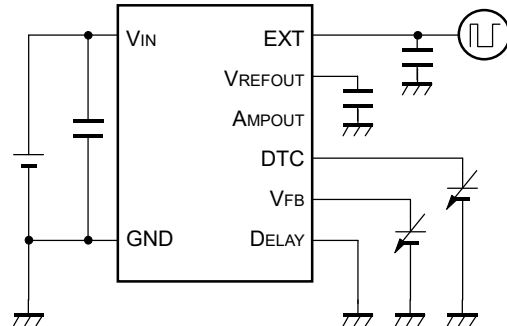 VIN
EXT
VREFOUT
AMPOUT
DTC
VFB
GND
DELAY